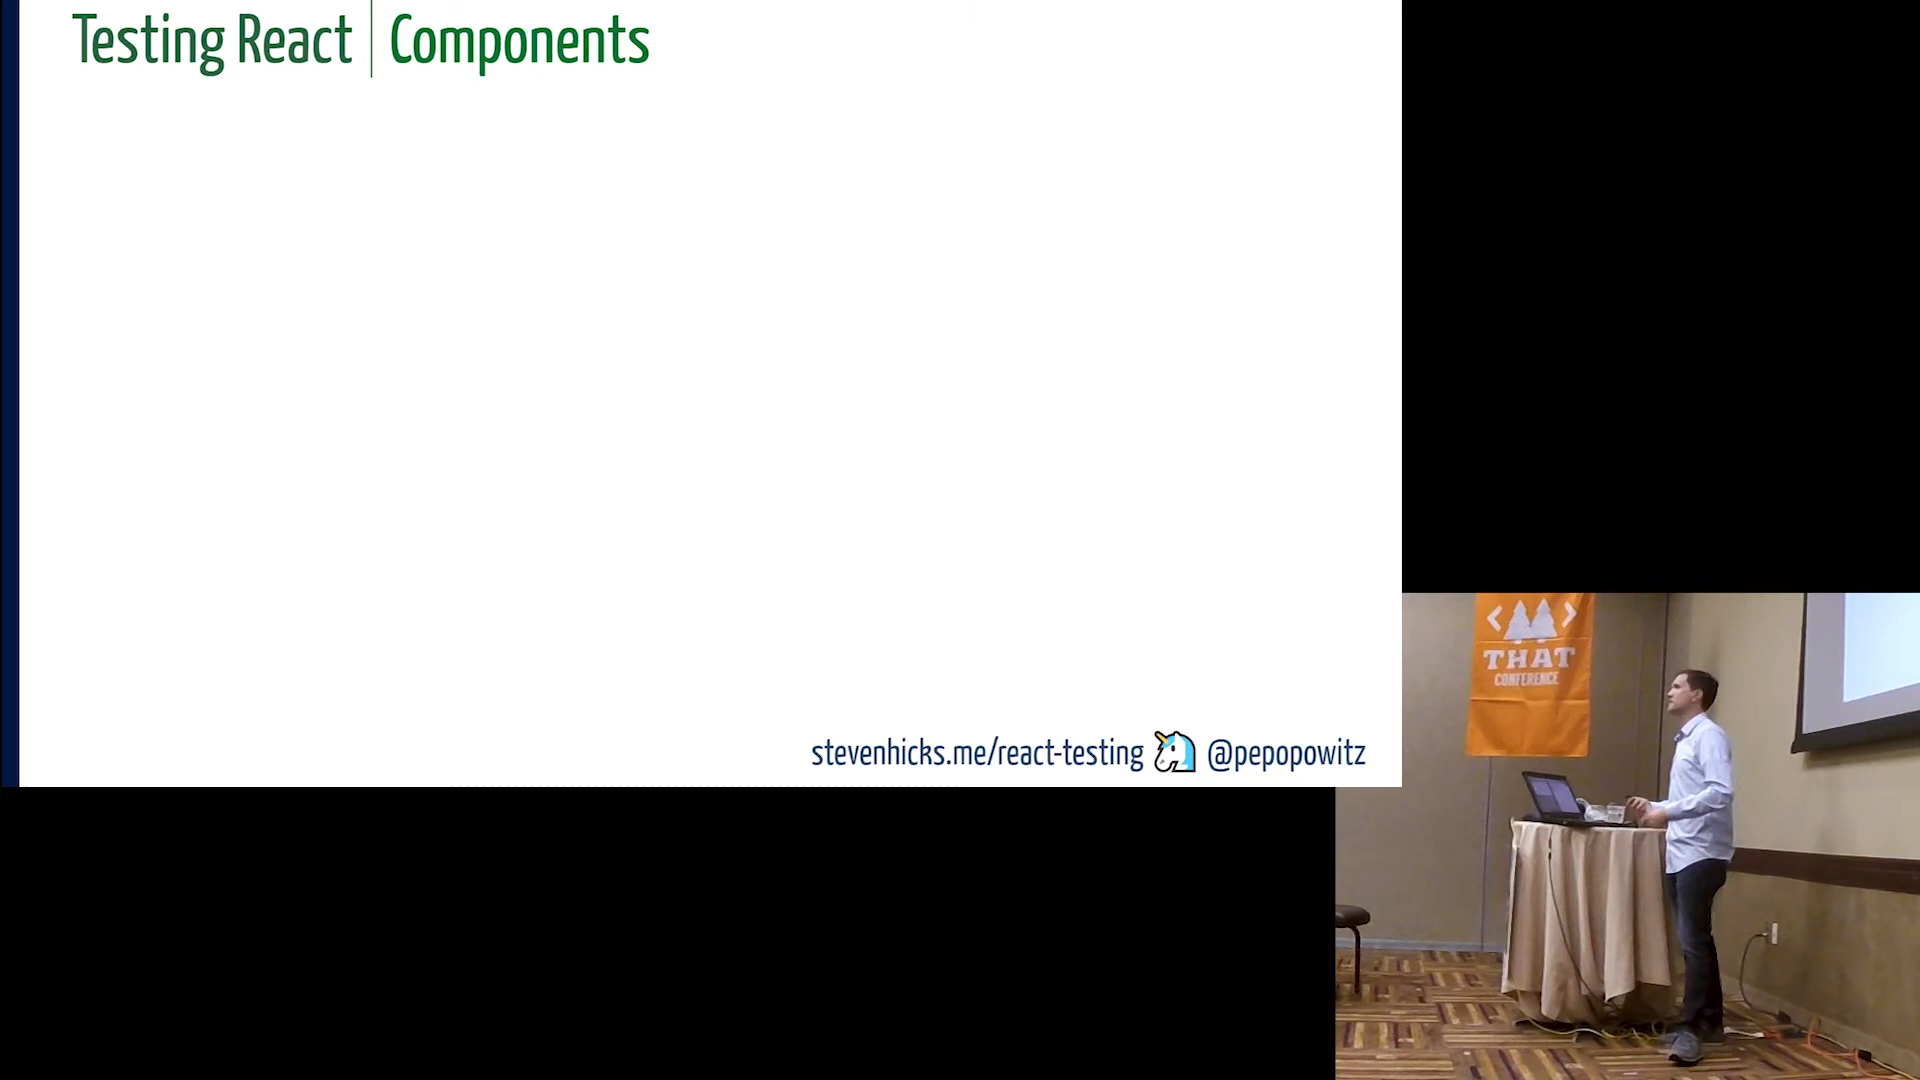 Testing React | Components
stevenhicks.me/react-testing @pepopowitz
< >
THAT
CONFERENCE